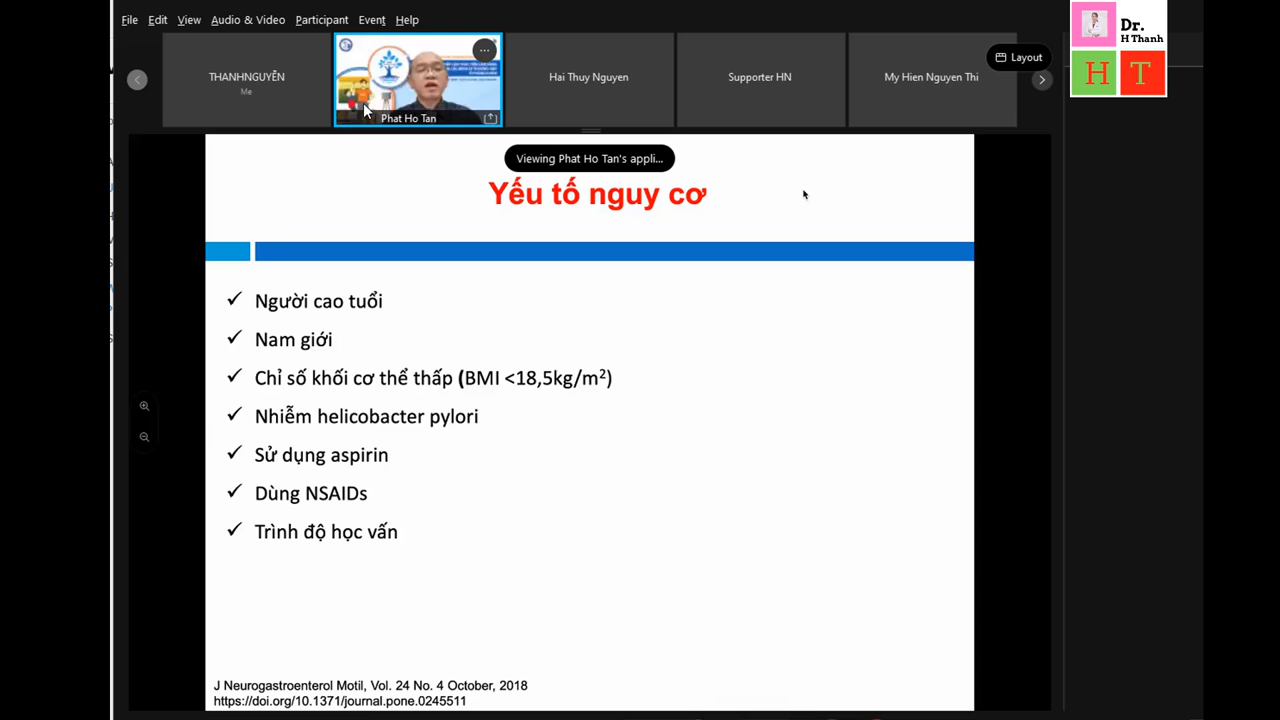 File Edit View Audio & Video Participant Event Help
Dr.
H Thanh
H T
Layout
THANHNGUYỄN
Me
Phat Ho Tan
Hai Thuy Nguyen
Supporter HN
My Hien Nguyen Thi
Viewing Phat Ho Tan's appli...
Yếu tố nguy cơ
Người cao tuổi
Nam giới
Chỉ số khối cơ thể thấp (BMI <18,5kg/m²)
Nhiễm helicobacter pylori
Sử dụng aspirin
Dùng NSAIDs
Trình độ học vấn
J Neurogastroenterol Motil, Vol. 24 No. 4 October, 2018
https://doi.org/10.1371/journal.pone.0245511